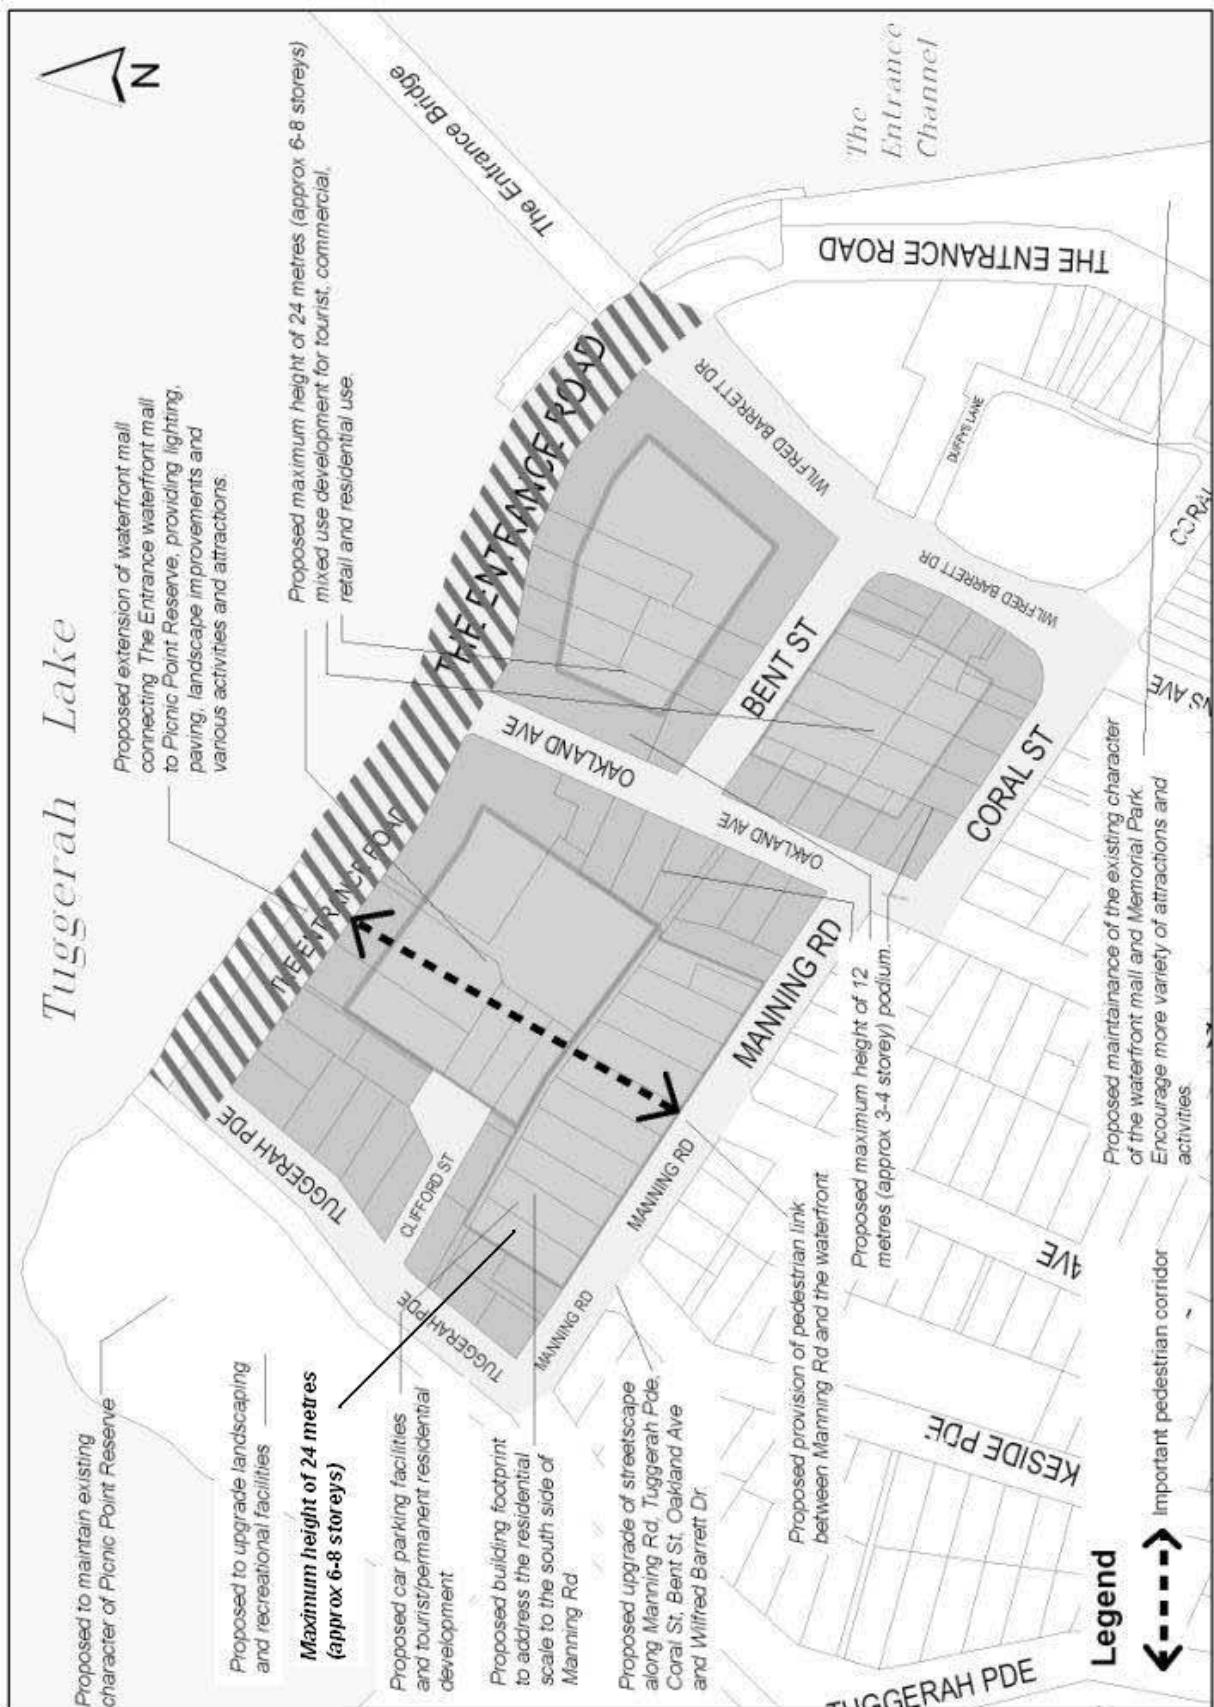 N
Tuggerah Lake
The
Entrance
Channel
The Entrance Bridge
Proposed to maintain existing
character of Picnic Point Reserve
Proposed to upgrade landscaping
and recreational facilities
Maximum height of 24 metres
(approx 6-8 storeys)
Proposed car parking facilities
and tourist/permanent residential
development
Proposed building footprint
to address the residential
scale to the south side of
Manning Rd
Proposed upgrade of streetscape
along Manning Rd, Tuggerah Pde,
Coral St, Bent St, Oakland Ave
and Wilfred Barrett Dr.
Proposed extension of waterfront mall
connecting The Entrance waterfront mall
to Picnic Point Reserve, providing lighting,
paving, landscape improvements and
various activities and attractions.
Proposed maximum height of 24 metres (approx 6-8 storeys)
mixed use development for tourist, commercial,
retail and residential use.
Proposed provision of pedestrian link
between Manning Rd and the waterfront
Proposed maximum height of 12
metres (approx 3-4 storey) podium.
Proposed maintainance of the existing character
of the waterfront mall and Memorial Park.
Encourage more variety of attractions and
activities.
THE ENTRANCE ROAD
THE ENTRANCE ROAD
THE ENTRANCE ROAD
TUGGERAH PDE
TUGGERAH PDE
TUGGERAH PDE
CLIFFORD ST
MANNING RD
MANNING RD
MANNING RD
OAKLAND AVE
OAKLAND AVE
BENT ST
CORAL ST
WILFRED BARRETT DR
WILFRED BARRETT DR
DUFFYS LANE
CORAL
NS AVE
AVE
KESIDE PDE
Legend
Important pedestrian corridor